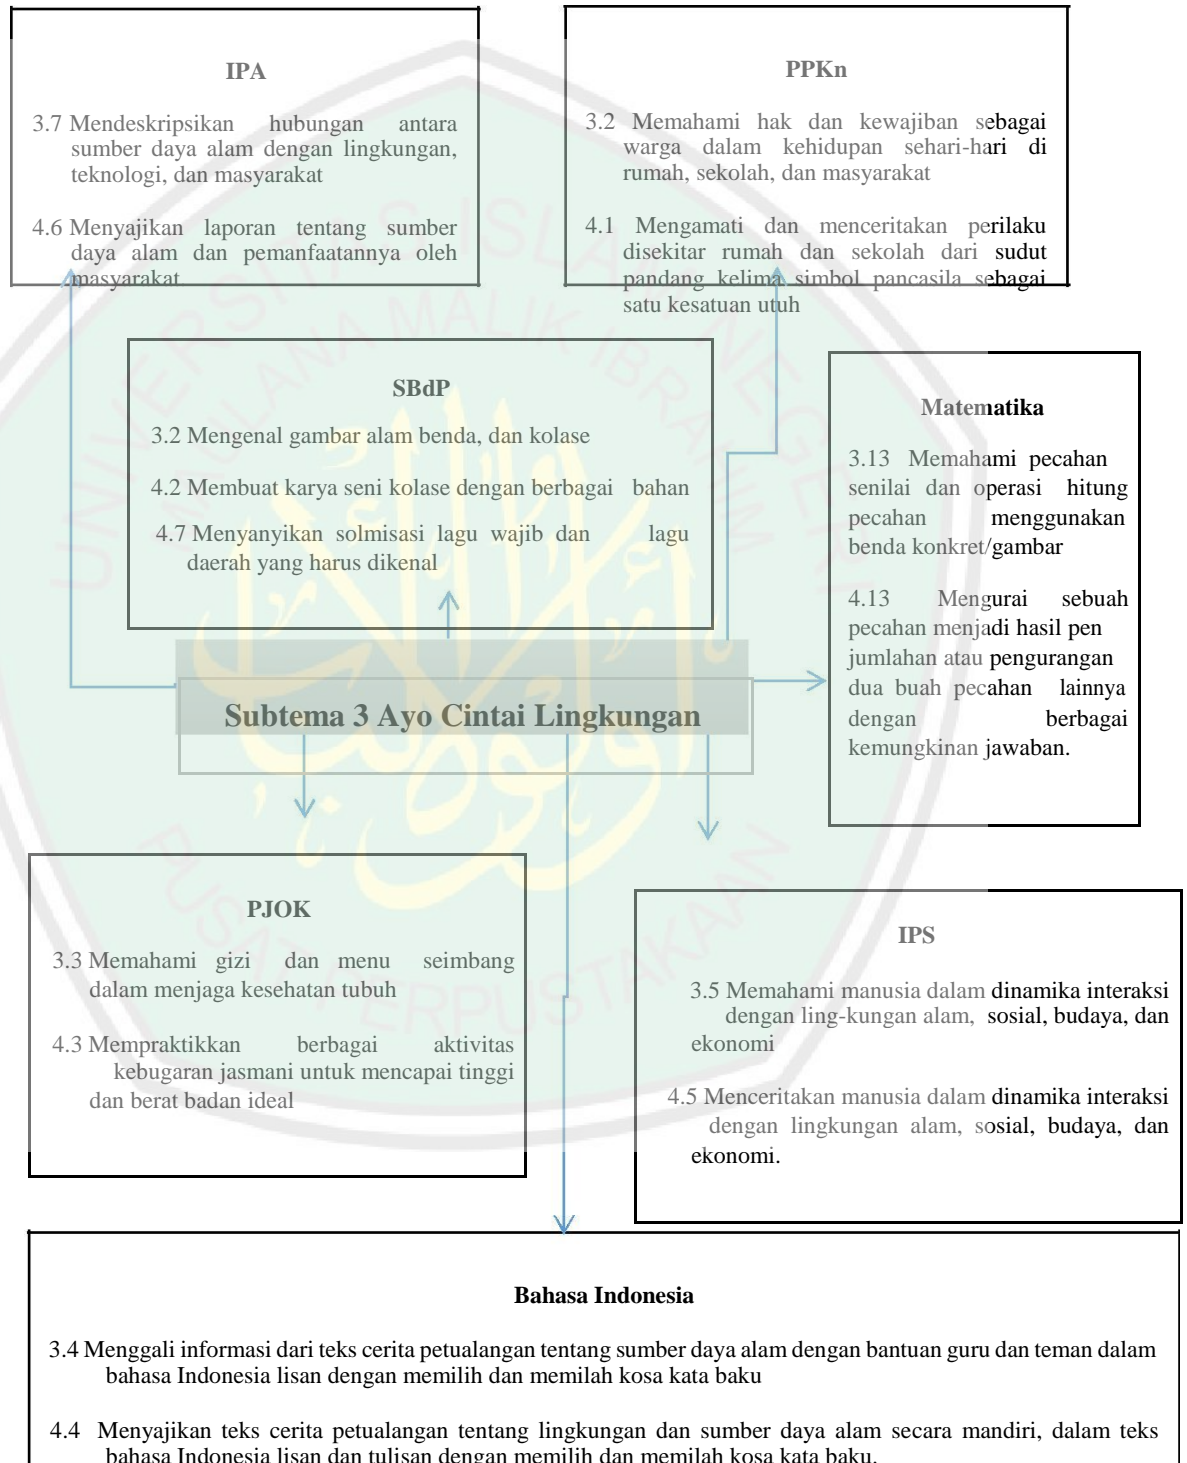 IPA
3.7 Mendeskripsikan hubungan antara
sumber daya alam dengan lingkungan,
teknologi, dan masyarakat
4.6 Menyajikan laporan tentang sumber
daya alam dan pemanfaatannya oleh
masyarakat.
PPKn
3.2 Memahami hak dan kewajiban sebagai
warga dalam kehidupan sehari-hari di
rumah, sekolah, dan masyarakat
4.1 Mengamati dan menceritakan perilaku
disekitar rumah dan sekolah dari sudut
pandang kelima simbol pancasila sebagai
satu kesatuan utuh
SBdP
3.2 Mengenal gambar alam benda, dan kolase
4.2 Membuat karya seni kolase dengan berbagai bahan
4.7 Menyanyikan solmisasi lagu wajib dan lagu
daerah yang harus dikenal
Matematika
3.13 Memahami pecahan
senilai dan operasi hitung
pecahan menggunakan
benda konkret/gambar
4.13 Mengurai sebuah
pecahan menjadi hasil pen
jumlahan atau pengurangan
dua buah pecahan lainnya
dengan berbagai
kemungkinan jawaban.
Subtema 3 Ayo Cintai Lingkungan
PJOK
3.3 Memahami gizi dan menu seimbang
dalam menjaga kesehatan tubuh
4.3 Mempraktikkan berbagai aktivitas
kebugaran jasmani untuk mencapai tinggi
dan berat badan ideal
IPS
3.5 Memahami manusia dalam dinamika interaksi
dengan ling-kungan alam, sosial, budaya, dan
ekonomi
4.5 Menceritakan manusia dalam dinamika interaksi
dengan lingkungan alam, sosial, budaya, dan
ekonomi.
Bahasa Indonesia
3.4 Menggali informasi dari teks cerita petualangan tentang sumber daya alam dengan bantuan guru dan teman dalam
bahasa Indonesia lisan dengan memilih dan memilah kosa kata baku
4.4 Menyajikan teks cerita petualangan tentang lingkungan dan sumber daya alam secara mandiri, dalam teks
bahasa Indonesia lisan dan tulisan dengan memilih dan memilah kosa kata baku.
UNIVERSITAS ISLAM NEGERI
MAULANA MALIK IBRAHIM
PUSAT PERPUSTAKAAN